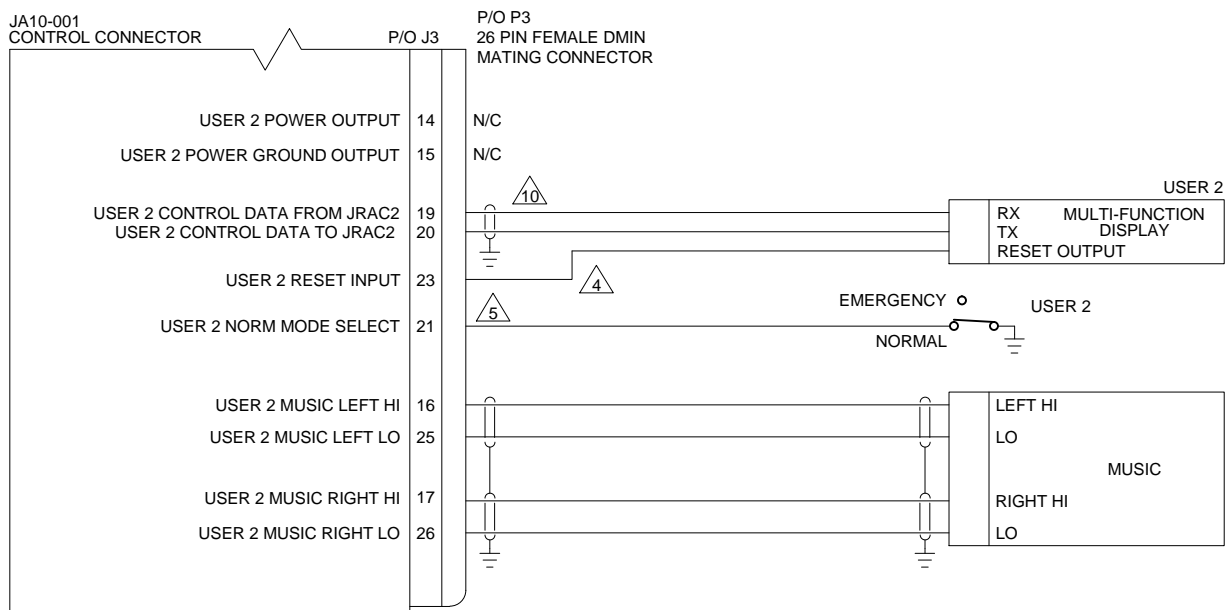 JA10-001
CONTROL CONNECTOR
P/O J3
P/O P3
26 PIN FEMALE DMIN
MATING CONNECTOR
USER 2 POWER OUTPUT 14 N/C
USER 2 POWER GROUND OUTPUT 15 N/C
10
USER 2
USER 2 CONTROL DATA FROM JRAC2 19
USER 2 CONTROL DATA TO JRAC2 20
RX
TX
RESET OUTPUT
MULTI-FUNCTION
DISPLAY
USER 2 RESET INPUT 23
4
USER 2 NORM MODE SELECT 21
5
EMERGENCY
NORMAL
USER 2
USER 2 MUSIC LEFT HI 16
LEFT HI
USER 2 MUSIC LEFT LO 25
LO
MUSIC
USER 2 MUSIC RIGHT HI 17
RIGHT HI
USER 2 MUSIC RIGHT LO 26
LO